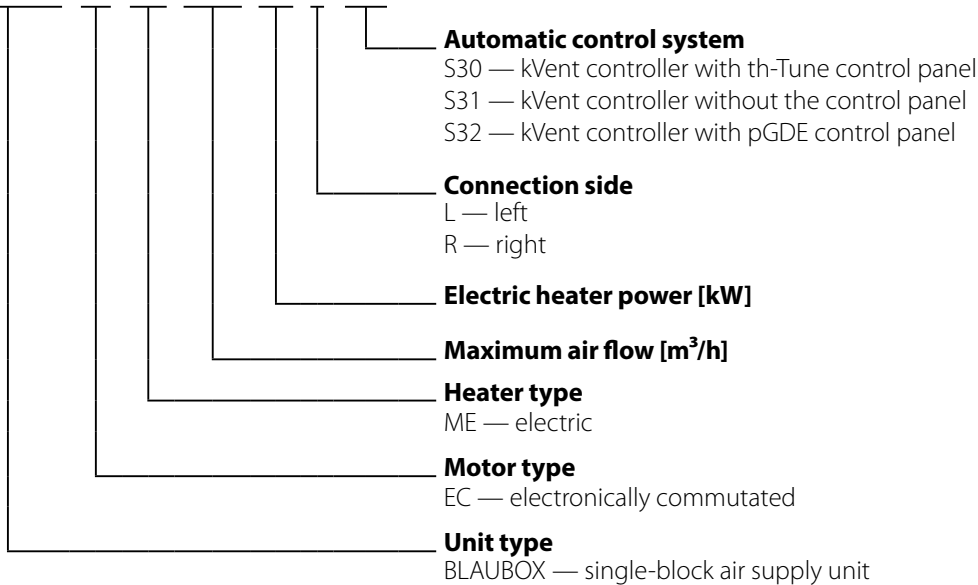 Automatic control system
S30 — kVent controller with th-Tune control panel
S31 — kVent controller without the control panel
S32 — kVent controller with pGDE control panel
Connection side
L — left
R — right
Electric heater power [kW]
Maximum air flow [m³/h]
Heater type
ME — electric
Motor type
EC — electronically commutated
Unit type
BLAUBOX — single-block air supply unit